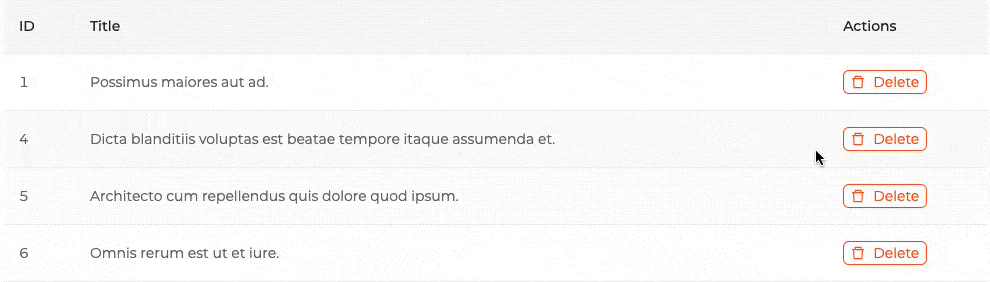 ID Title Actions
1 Possimus maiores aut ad. Delete
4 Dicta blanditiis voluptas est beatae tempore itaque assumenda et. Delete
5 Architecto cum repellendus quis dolore quod ipsum. Delete
6 Omnis rerum est ut et iure. Delete